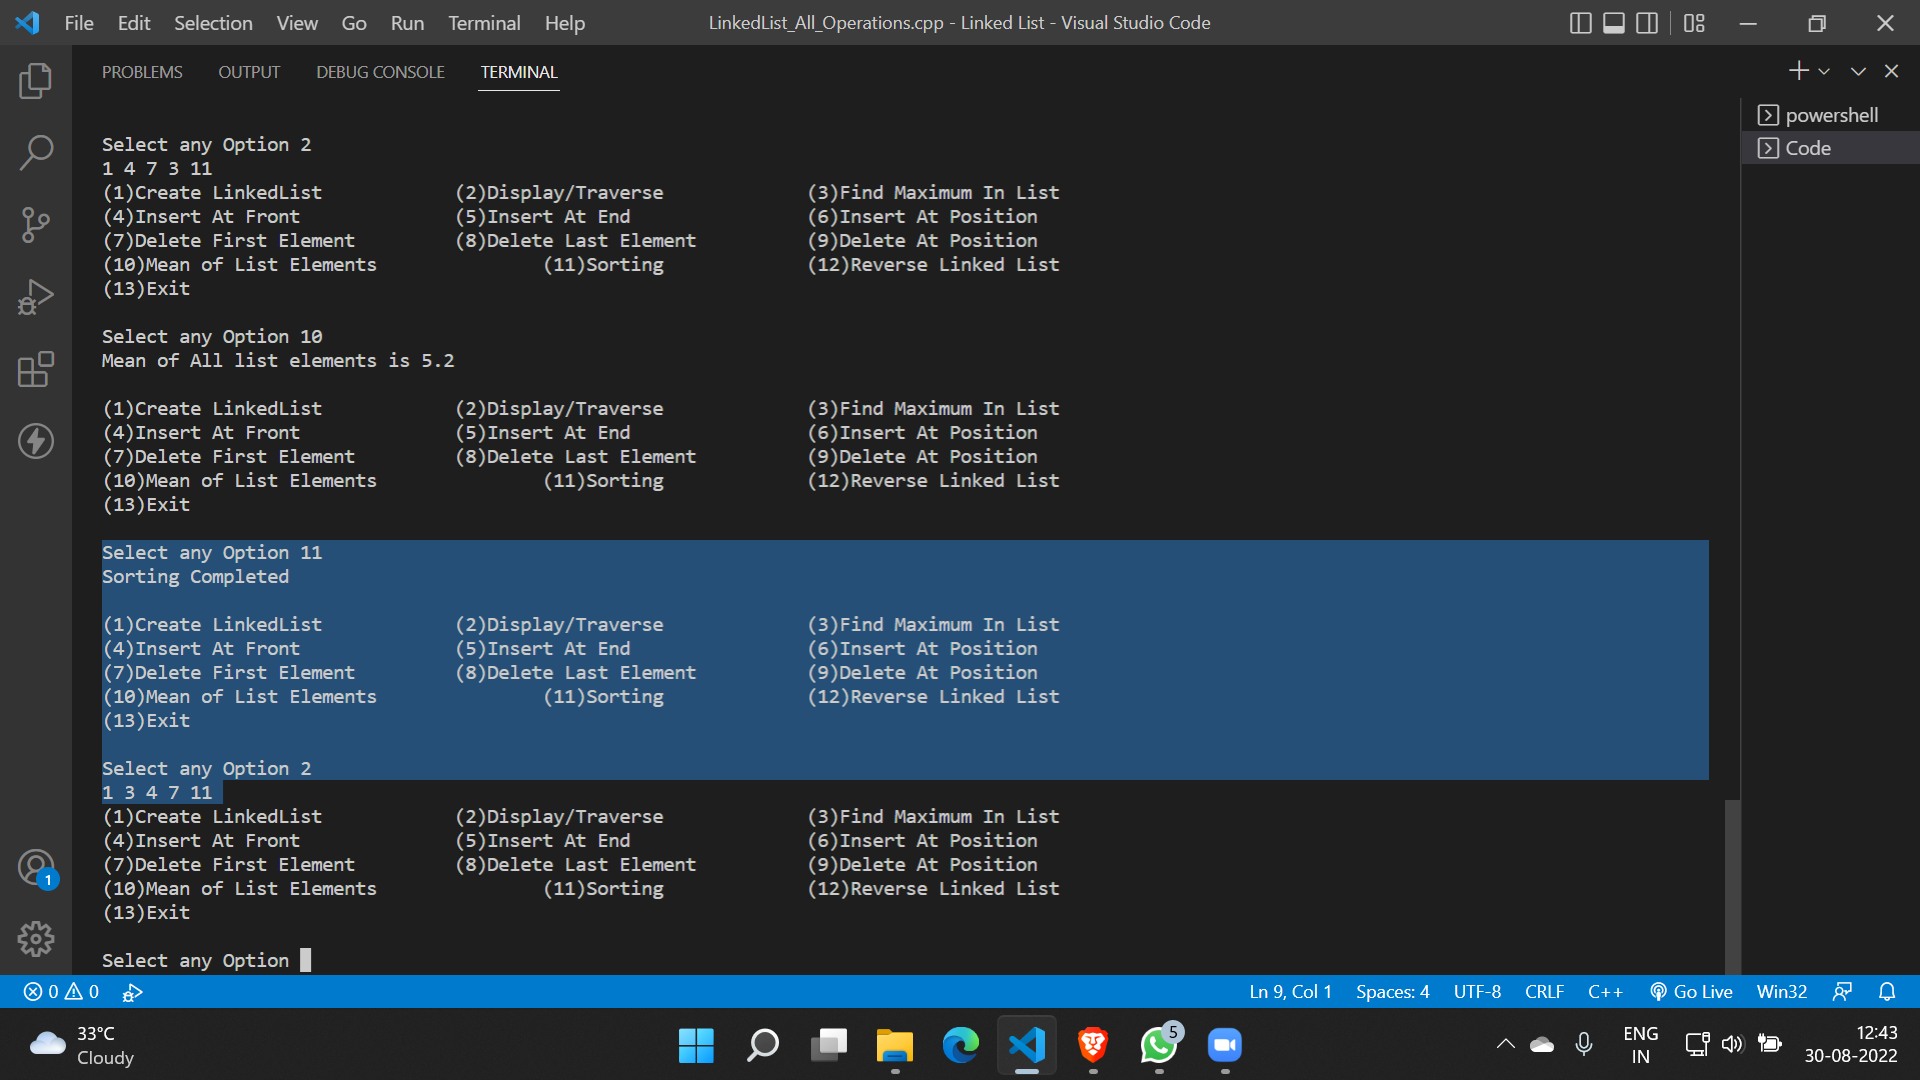 File Edit Selection View Go Run Terminal Help
LinkedList_All_Operations.cpp - Linked List - Visual Studio Code
PROBLEMS OUTPUT DEBUG CONSOLE TERMINAL
powershell
Code
Select any Option 2
1 4 7 3 11
(1)Create LinkedList (2)Display/Traverse (3)Find Maximum In List
(4)Insert At Front (5)Insert At End (6)Insert At Position
(7)Delete First Element (8)Delete Last Element (9)Delete At Position
(10)Mean of List Elements (11)Sorting (12)Reverse Linked List
(13)Exit
Select any Option 10
Mean of All list elements is 5.2
(1)Create LinkedList (2)Display/Traverse (3)Find Maximum In List
(4)Insert At Front (5)Insert At End (6)Insert At Position
(7)Delete First Element (8)Delete Last Element (9)Delete At Position
(10)Mean of List Elements (11)Sorting (12)Reverse Linked List
(13)Exit
Select any Option 11
Sorting Completed
(1)Create LinkedList (2)Display/Traverse (3)Find Maximum In List
(4)Insert At Front (5)Insert At End (6)Insert At Position
(7)Delete First Element (8)Delete Last Element (9)Delete At Position
(10)Mean of List Elements (11)Sorting (12)Reverse Linked List
(13)Exit
Select any Option 2
1 3 4 7 11
(1)Create LinkedList (2)Display/Traverse (3)Find Maximum In List
(4)Insert At Front (5)Insert At End (6)Insert At Position
(7)Delete First Element (8)Delete Last Element (9)Delete At Position
(10)Mean of List Elements (11)Sorting (12)Reverse Linked List
(13)Exit
Select any Option
1
0 0 Ln 9, Col 1 Spaces: 4 UTF-8 CRLF C++ Go Live Win32
33°C
Cloudy
5
ENG
IN
12:43
30-08-2022